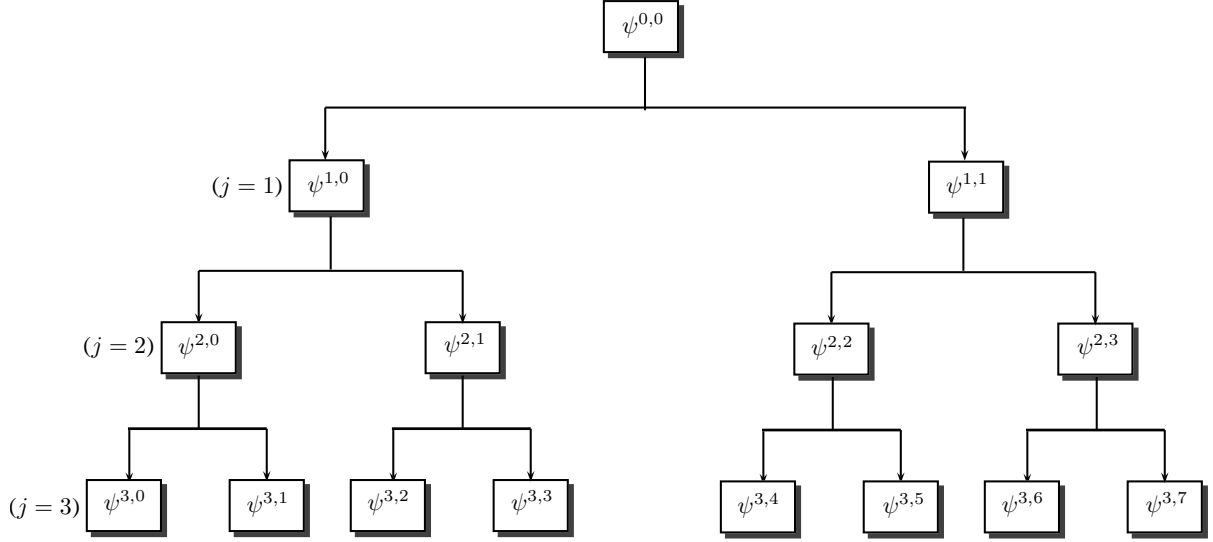 ψ^{0,0}
(j = 1) ψ^{1,0} ψ^{1,1}
(j = 2) ψ^{2,0} ψ^{2,1} ψ^{2,2} ψ^{2,3}
(j = 3) ψ^{3,0} ψ^{3,1} ψ^{3,2} ψ^{3,3} ψ^{3,4} ψ^{3,5} ψ^{3,6} ψ^{3,7}